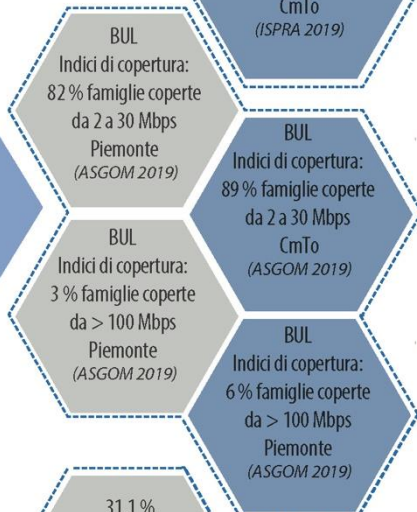 CmTo
(ISPRA 2019)
BUL
Indici di copertura:
82 % famiglie coperte
da 2 a 30 Mbps
Piemonte
(ASGOM 2019)
BUL
Indici di copertura:
89 % famiglie coperte
da 2 a 30 Mbps
CmTo
(ASGOM 2019)
BUL
Indici di copertura:
3 % famiglie coperte
da > 100 Mbps
Piemonte
(ASGOM 2019)
BUL
Indici di copertura:
6 % famiglie coperte
da > 100 Mbps
Piemonte
(ASGOM 2019)
31,1 %